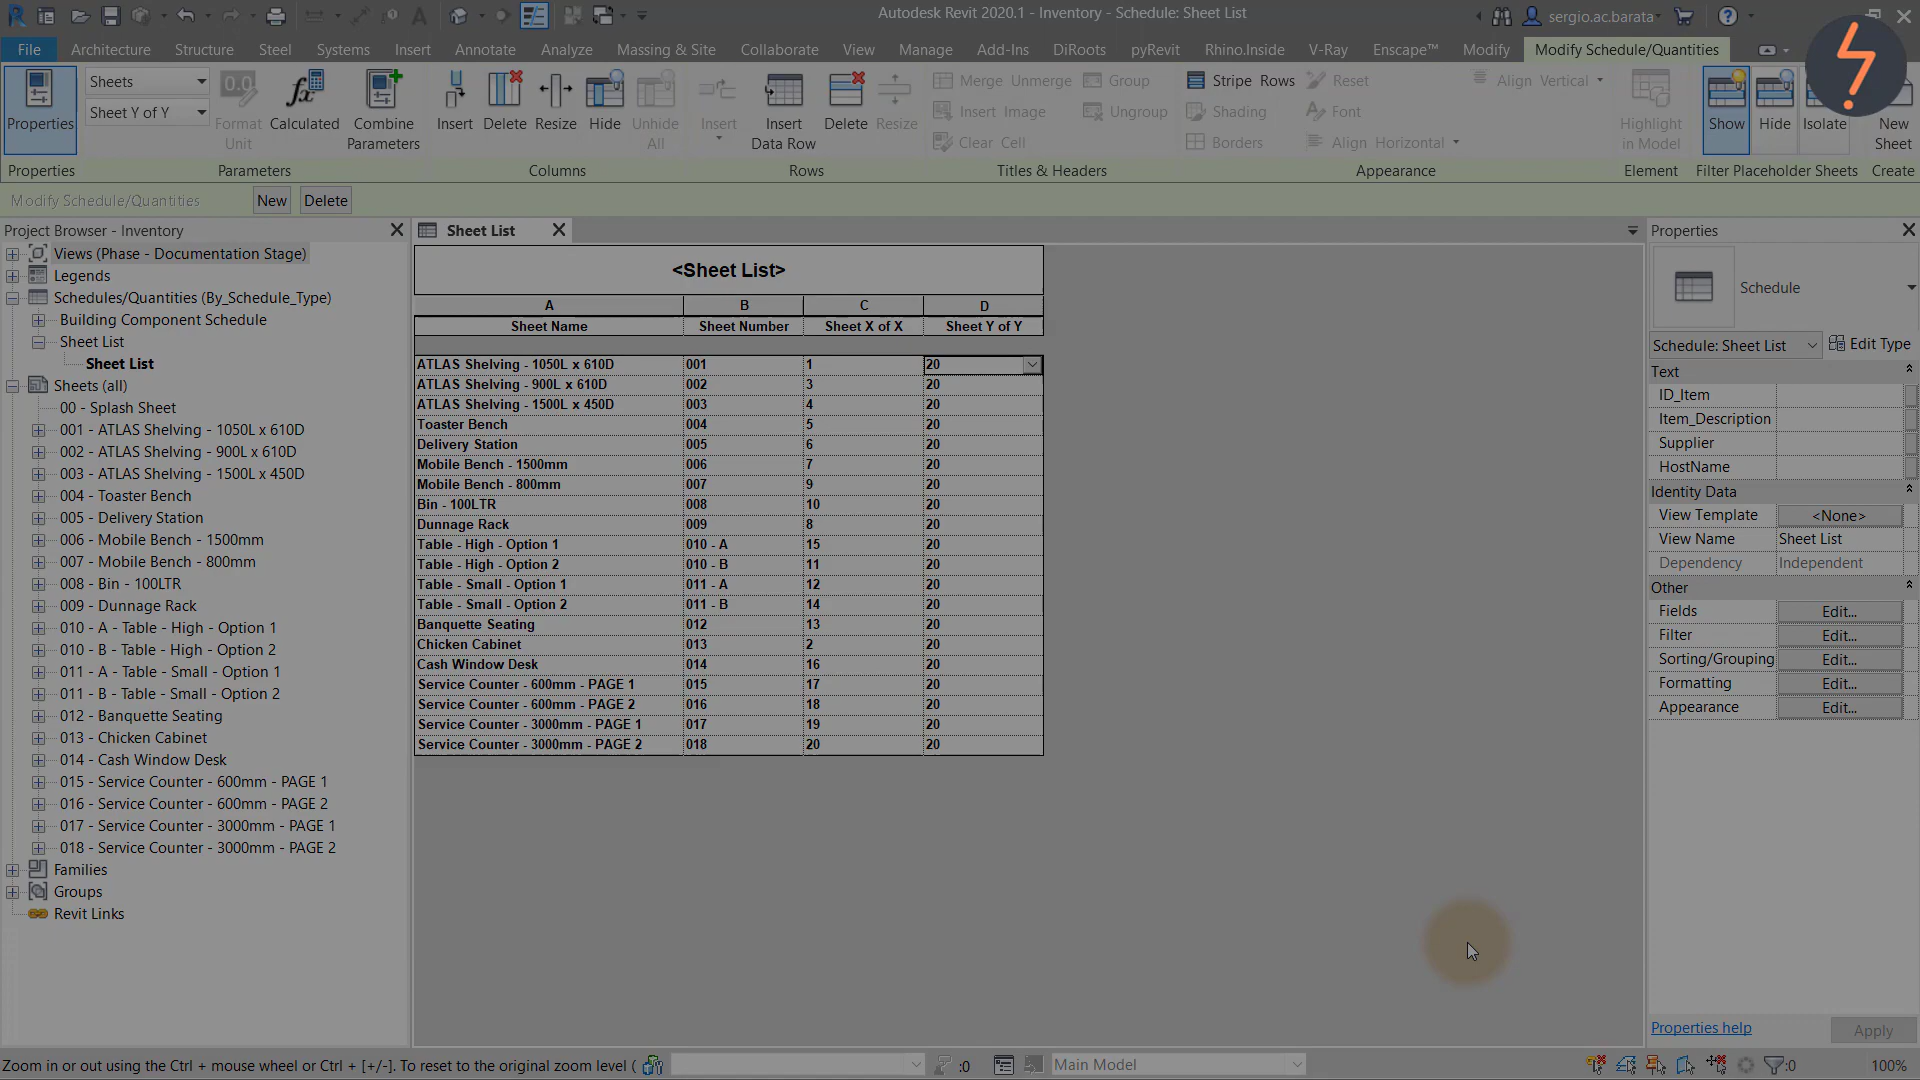 Autodesk Revit 2020.1 - Inventory - Schedule: Sheet List
sergio.ac.barata
File Architecture Structure Steel Systems Insert Annotate Analyze Massing & Site Collaborate View Manage Add-Ins DiRoots pyRevit Rhino.Inside V-Ray Enscape™ Modify Modify Schedule/Quantities
Sheets
Sheet Y of Y
Properties
Format Unit
Calculated
Combine Parameters
Insert
Delete
Resize
Hide
Unhide All
Insert
Insert Data Row
Delete
Resize
Merge Unmerge
Insert Image
Clear Cell
Group
Ungroup
Stripe Rows
Shading
Borders
Reset
Font
Align Horizontal
Align Vertical
Highlight in Model
Show
Hide
Isolate
New Sheet
Properties Parameters Columns Rows Titles & Headers Appearance Element Filter Placeholder Sheets Create
Modify Schedule/Quantities New Delete
Project Browser - Inventory
Views (Phase - Documentation Stage)
Legends
Schedules/Quantities (By_Schedule_Type)
Building Component Schedule
Sheet List
Sheet List
Sheets (all)
00 - Splash Sheet
001 - ATLAS Shelving - 1050L x 610D
002 - ATLAS Shelving - 900L x 610D
003 - ATLAS Shelving - 1500L x 450D
004 - Toaster Bench
005 - Delivery Station
006 - Mobile Bench - 1500mm
007 - Mobile Bench - 800mm
008 - Bin - 100LTR
009 - Dunnage Rack
010 - A - Table - High - Option 1
010 - B - Table - High - Option 2
011 - A - Table - Small - Option 1
011 - B - Table - Small - Option 2
012 - Banquette Seating
013 - Chicken Cabinet
014 - Cash Window Desk
015 - Service Counter - 600mm - PAGE 1
016 - Service Counter - 600mm - PAGE 2
017 - Service Counter - 3000mm - PAGE 1
018 - Service Counter - 3000mm - PAGE 2
Families
Groups
Revit Links
Sheet List
<Sheet List>
A B C D
Sheet Name Sheet Number Sheet X of X Sheet Y of Y
ATLAS Shelving - 1050L x 610D 001 1 20
ATLAS Shelving - 900L x 610D 002 3 20
ATLAS Shelving - 1500L x 450D 003 4 20
Toaster Bench 004 5 20
Delivery Station 005 6 20
Mobile Bench - 1500mm 006 7 20
Mobile Bench - 800mm 007 9 20
Bin - 100LTR 008 10 20
Dunnage Rack 009 8 20
Table - High - Option 1 010 - A 15 20
Table - High - Option 2 010 - B 11 20
Table - Small - Option 1 011 - A 12 20
Table - Small - Option 2 011 - B 14 20
Banquette Seating 012 13 20
Chicken Cabinet 013 2 20
Cash Window Desk 014 16 20
Service Counter - 600mm - PAGE 1 015 17 20
Service Counter - 600mm - PAGE 2 016 18 20
Service Counter - 3000mm - PAGE 1 017 19 20
Service Counter - 3000mm - PAGE 2 018 20 20
Properties
Schedule
Schedule: Sheet List Edit Type
Text
ID_Item
Item_Description
Supplier
HostName
Identity Data
View Template <None>
View Name Sheet List
Dependency Independent
Other
Fields Edit...
Filter Edit...
Sorting/Grouping Edit...
Formatting Edit...
Appearance Edit...
Properties help Apply
Zoom in or out using the Ctrl + mouse wheel or Ctrl + [+/-]. To reset to the original zoom level (
:0
Main Model
:0
100%